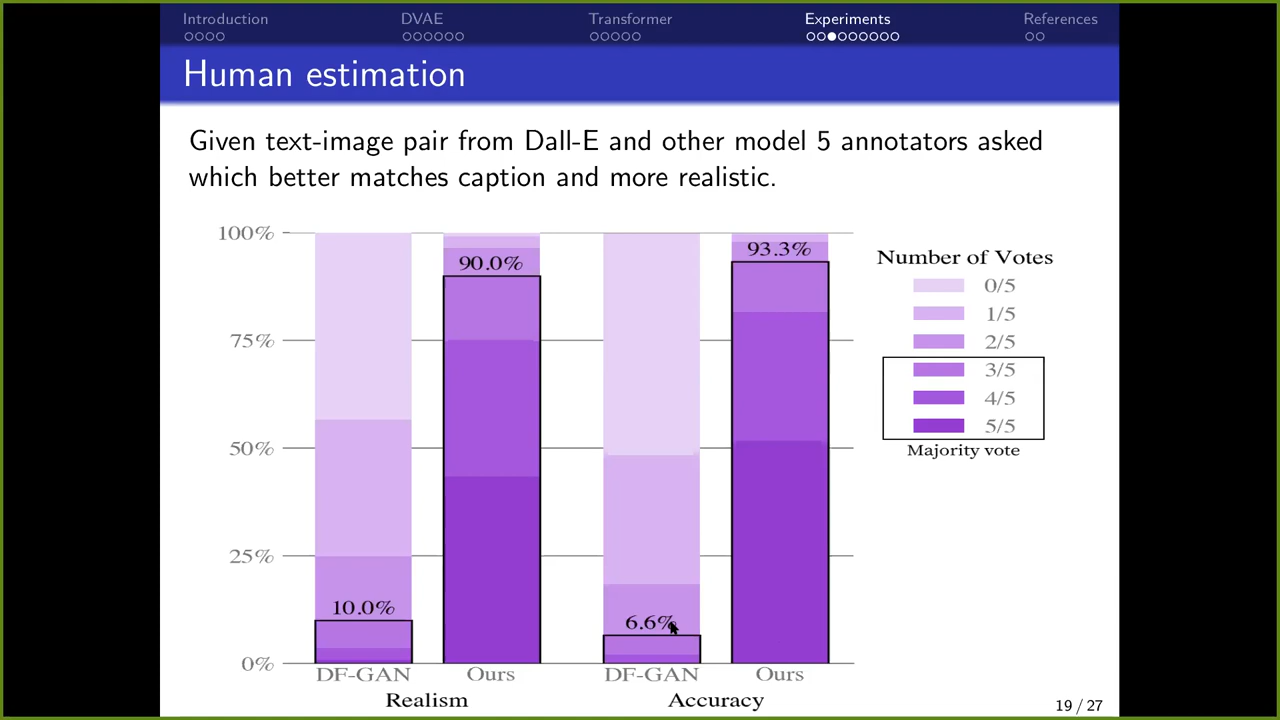 Introduction DVAE Transformer Experiments References
Human estimation
Given text-image pair from Dall-E and other model 5 annotators asked
which better matches caption and more realistic.
100%
75%
50%
25%
0%
10.0%
90.0%
6.6%
93.3%
DF-GAN Ours DF-GAN Ours
Realism Accuracy
Number of Votes
0/5
1/5
2/5
3/5
4/5
5/5
Majority vote
19 / 27